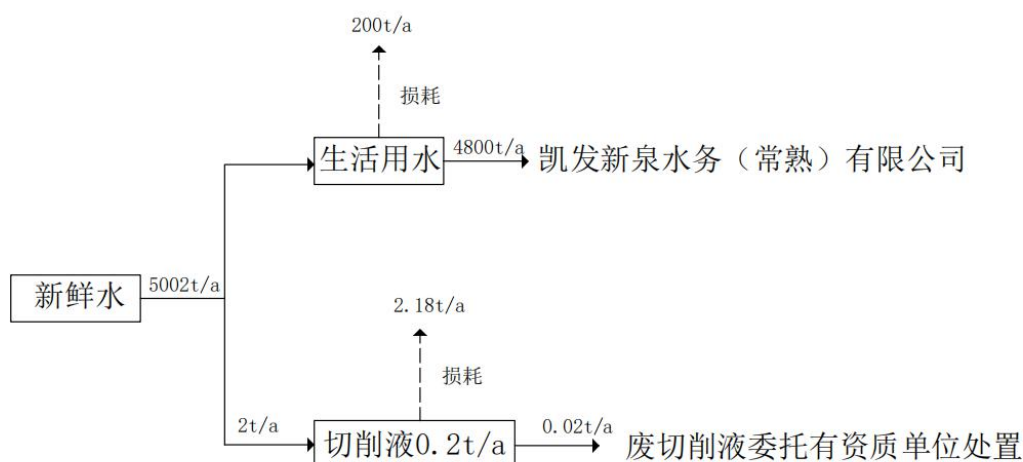 200t/a
损耗
生活用水
4800t/a
凯发新泉水务（常熟）有限公司
新鲜水
5002t/a
2.18t/a
损耗
2t/a
切削液0.2t/a
0.02t/a
废切削液委托有资质单位处置